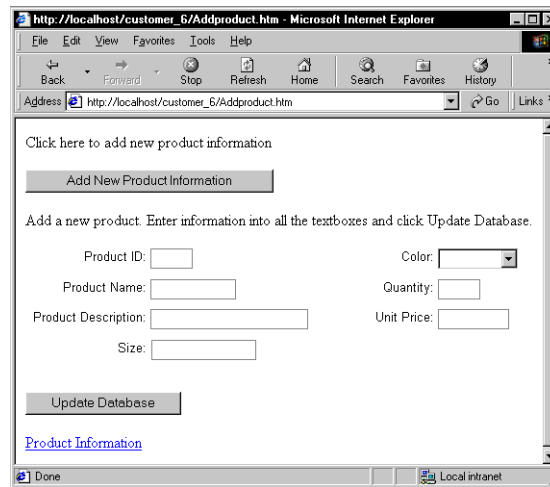 http://localhost/customer_6/Addproduct.htm - Microsoft Internet Explorer
File Edit View Favorites Tools Help
Back Forward Stop Refresh Home Search Favorites History
Address http://localhost/customer_6/Addproduct.htm Go Links
Click here to add new product information
Add New Product Information
Add a new product. Enter information into all the textboxes and click Update Database.
Product ID: Color:
Product Name: Quantity:
Product Description: Unit Price:
Size:
Update Database
Product Information
Done Local intranet